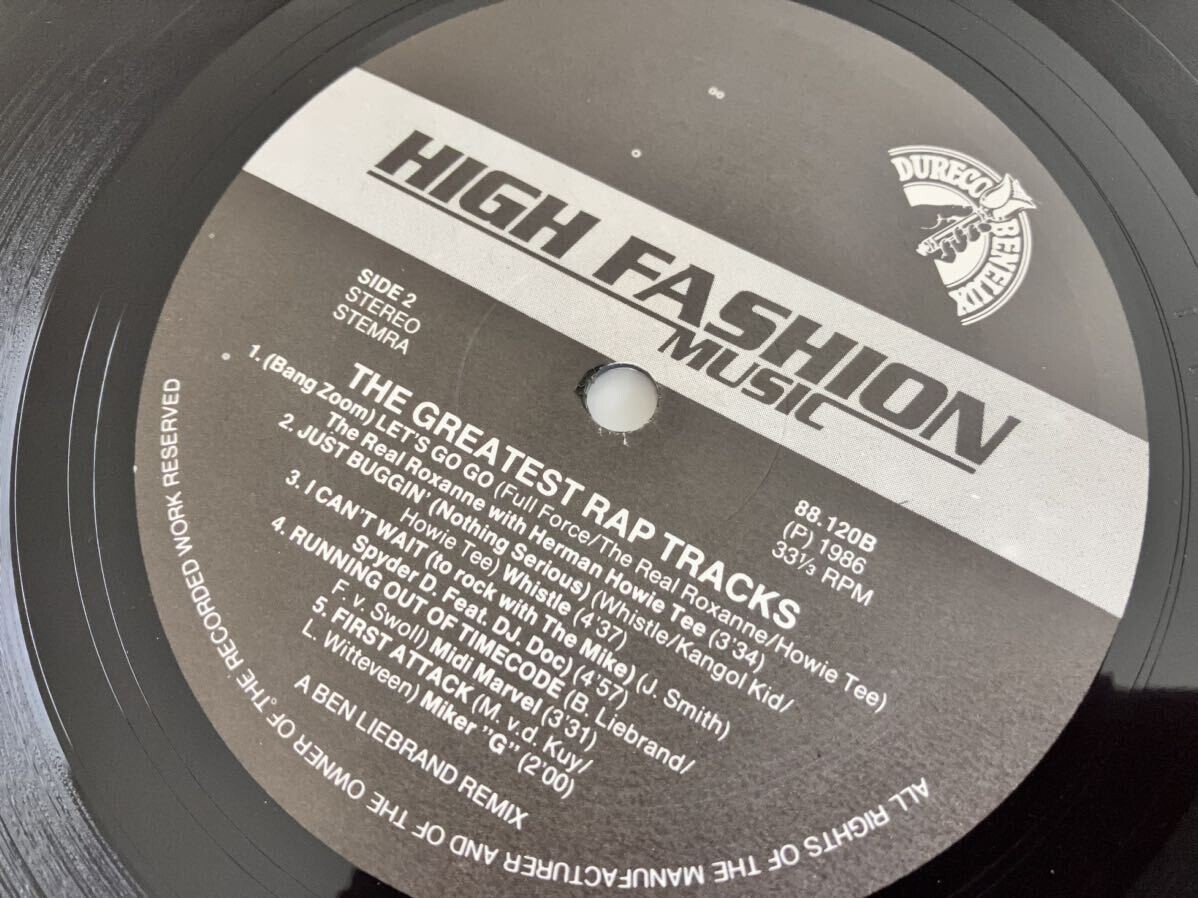 HIGH FASHION
MUSIC
DURECO
BENELUX
SIDE 2
STEREO
STEMRA
88.120B
(P) 1986
33⅓ RPM
THE GREATEST RAP TRACKS
1. (Bang Zoom) LET'S GO GO (Full Force/The Real Roxanne/Howie Tee)
The Real Roxanne with Herman Howie Tee (3'34)
2. JUST BUGGIN' (Nothing Serious) (Whistle/Kangol Kid/
Howie Tee) Whistle (4'37)
3. I CAN'T WAIT (to rock with The Mike) (J. Smith)
Spyder D. Feat. DJ. Doc) (4'57)
4. RUNNING OUT OF TIMECODE (B. Liebrand/
F. v. Swoll) Midi Marvel (3'31)
5. FIRST ATTACK (M. v.d. Kuy/
L. Witteveen) Miker "G" (2'00)
A BEN LIEBRAND REMIX
ALL RIGHTS OF THE MANUFACTURER AND OF THE OWNER OF THE RECORDED WORK RESERVED